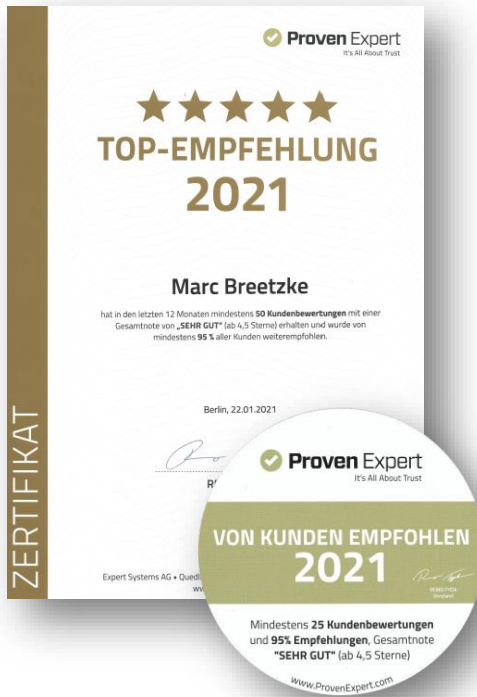 Proven Expert
It's All About Trust
TOP-EMPFEHLUNG
2021
Marc Breetzke
hat in den letzten 12 Monaten mindestens 50 Kundenbewertungen mit einer
Gesamtnote von „SEHR GUT" (ab 4,5 Sterne) erhalten und wurde von
mindestens 95 % aller Kunden weiterempfohlen.
Berlin, 22.01.2021
Expert Systems AG •
ZERTIFIKAT
Proven Expert
It's All About Trust
VON KUNDEN EMPFOHLEN
2021
Vorstand
Mindestens 25 Kundenbewertungen
und 95% Empfehlungen, Gesamtnote
"SEHR GUT" (ab 4,5 Sterne)
www.ProvenExpert.com